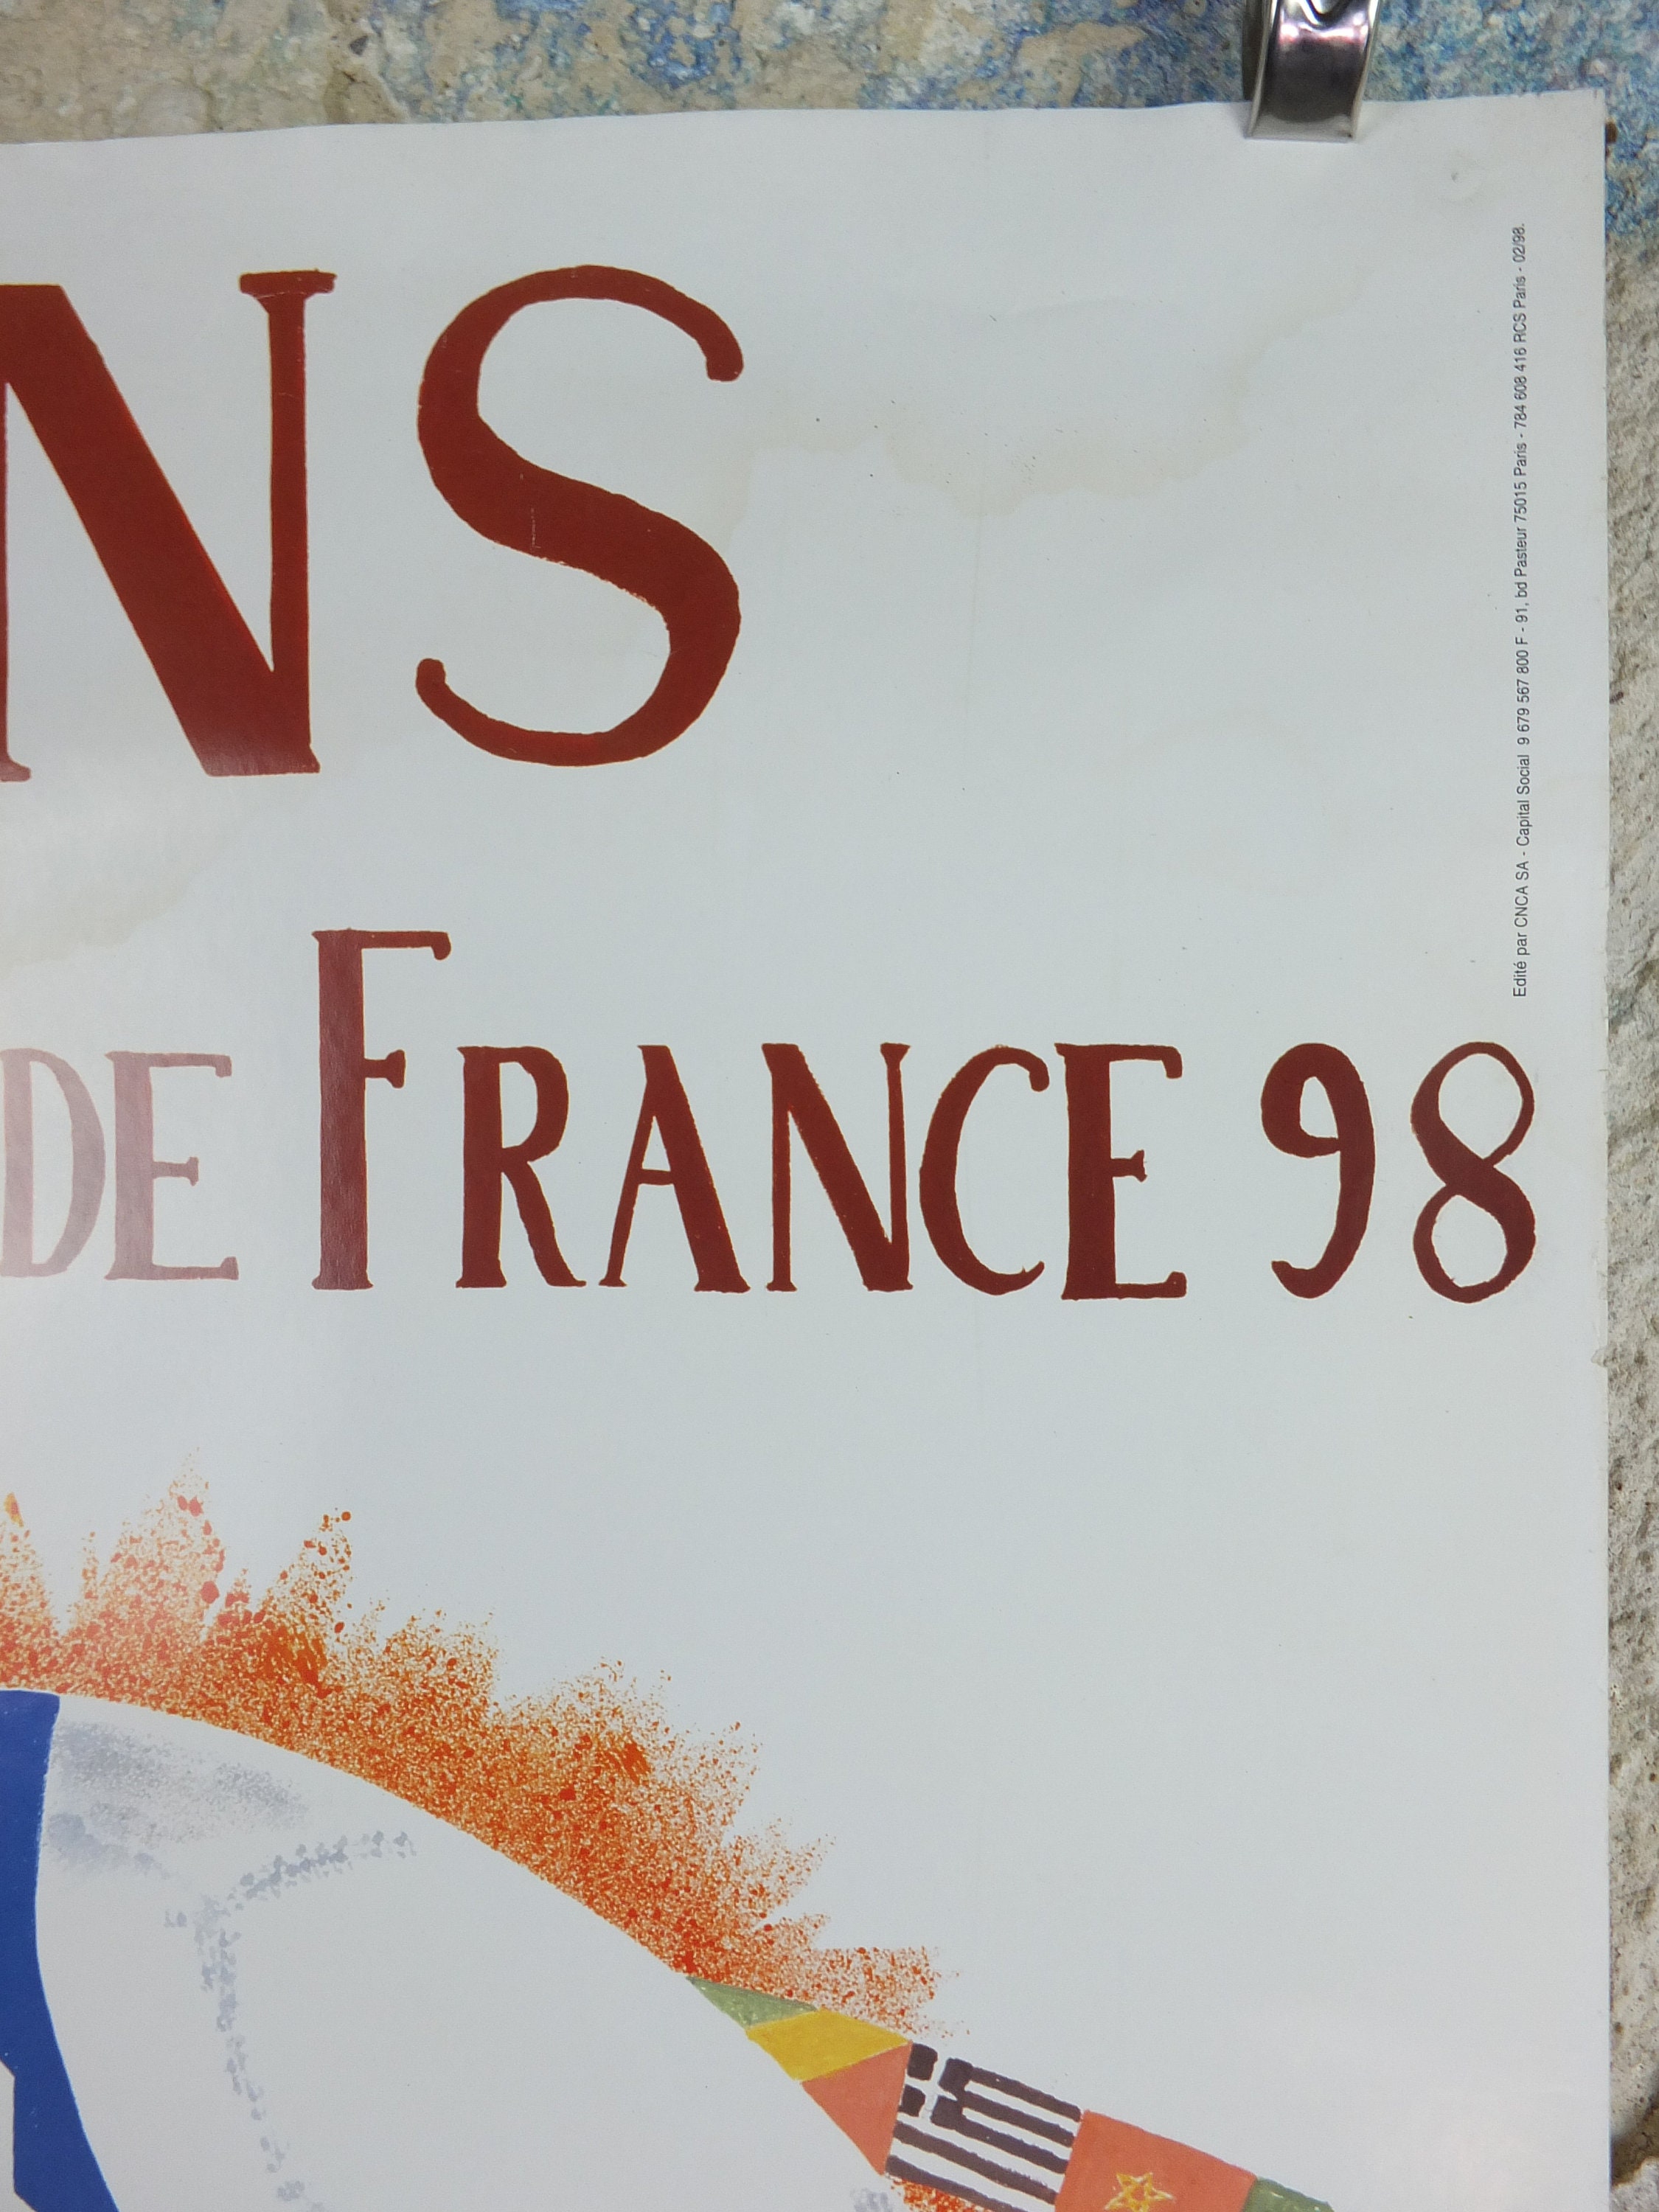 NS
DE FRANCE 98
Edité par CNCA SA - Capital Social 9 679 567 800 F - 91, bd Pasteur 75015 Paris - 784 608 416 RCS Paris - 02/98.